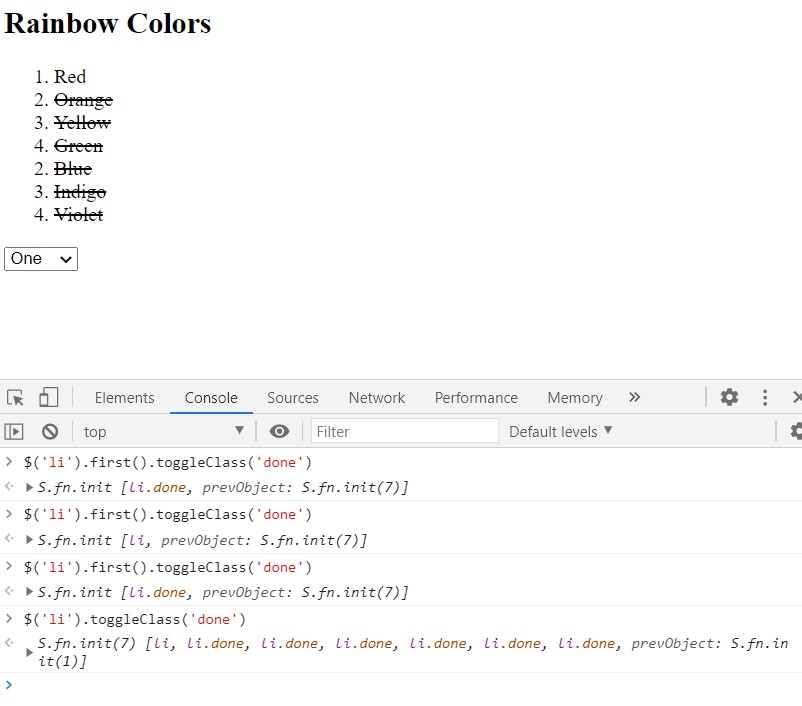 Rainbow Colors
1. Red
2. Orange
3. Yellow
4. Green
2. Blue
3. Indigo
4. Violet
One
Elements Console Sources Network Performance Memory »
top Filter Default levels ▼
> $('li').first().toggleClass('done')
S.fn.init [li.done, prevObject: S.fn.init(7)]
> $('li').first().toggleClass('done')
S.fn.init [li, prevObject: S.fn.init(7)]
> $('li').first().toggleClass('done')
S.fn.init [li.done, prevObject: S.fn.init(7)]
> $('li').toggleClass('done')
S.fn.init(7) [li, li.done, li.done, li.done, li.done, li.done, li.done, prevObject: S.fn.in
it(1)]
>